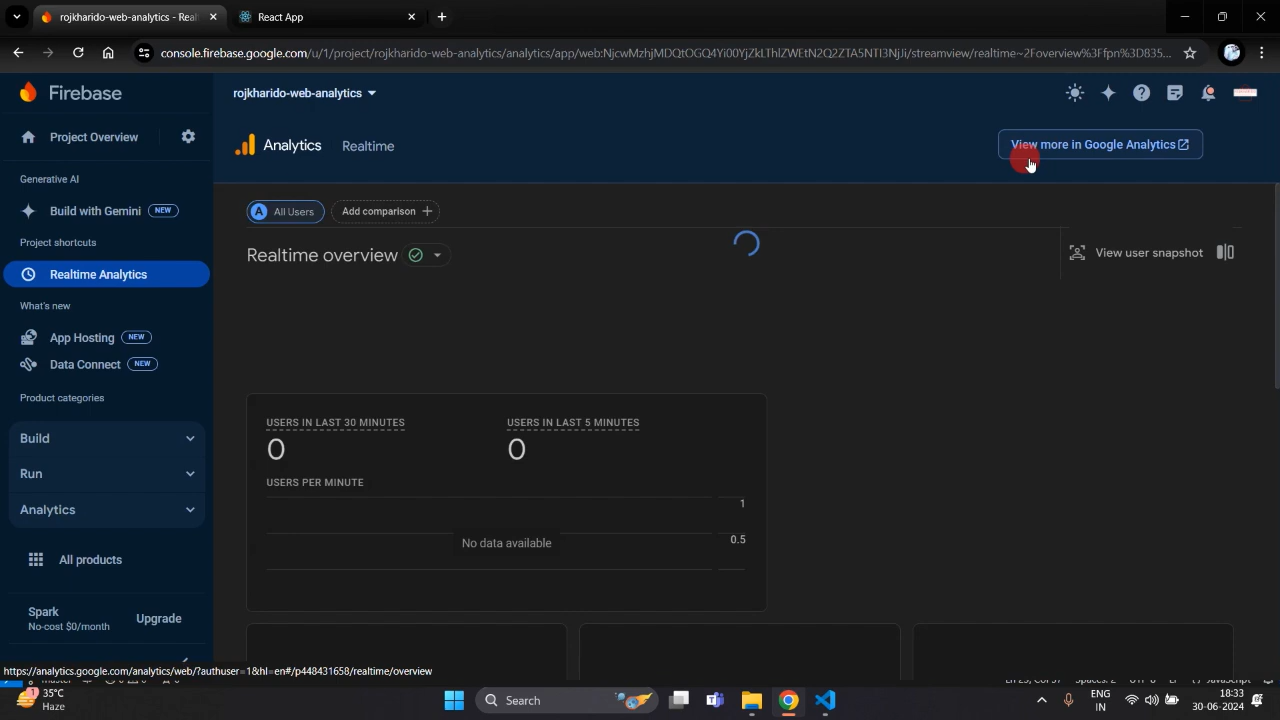 rojkharido-web-analytics - Real
React App
console.firebase.google.com/u/1/project/rojkharido-web-analytics/analytics/app/web:NjcwMzhjMDQtOGQ4Yi00YjZkLThlZWEtN2Q2ZTA5NTI3NjJi/streamview/realtime~2Foverview%3Ffpn%3D835...
Firebase
rojkharido-web-analytics
Project Overview
Analytics
Realtime
View more in Google Analytics
Generative AI
Build with Gemini NEW
Project shortcuts
Realtime Analytics
What's new
App Hosting NEW
Data Connect NEW
Product categories
Build
Run
Analytics
All products
Spark
No-cost $0/month
Upgrade
A All Users
Add comparison +
Realtime overview
View user snapshot
USERS IN LAST 30 MINUTES
0
USERS IN LAST 5 MINUTES
0
USERS PER MINUTE
1
No data available
0.5
https://analytics.google.com/analytics/web/?authuser=1&hl=en#/p448431658/realtime/overview
1
35°C
Haze
Search
ENG
IN
18:33
30-06-2024